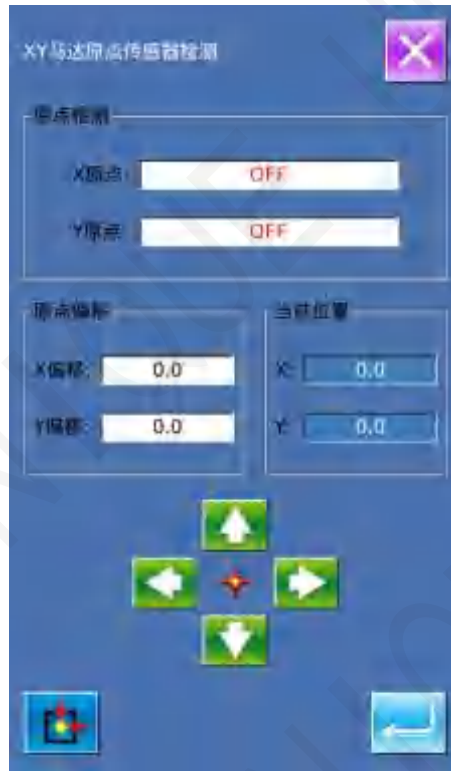 XY马达原点传感器检测
原点检测
X原点: OFF
Y原点: OFF
原点偏移
X偏移: 0.0
Y偏移: 0.0
当前位置
X: 0.0
Y: 0.0